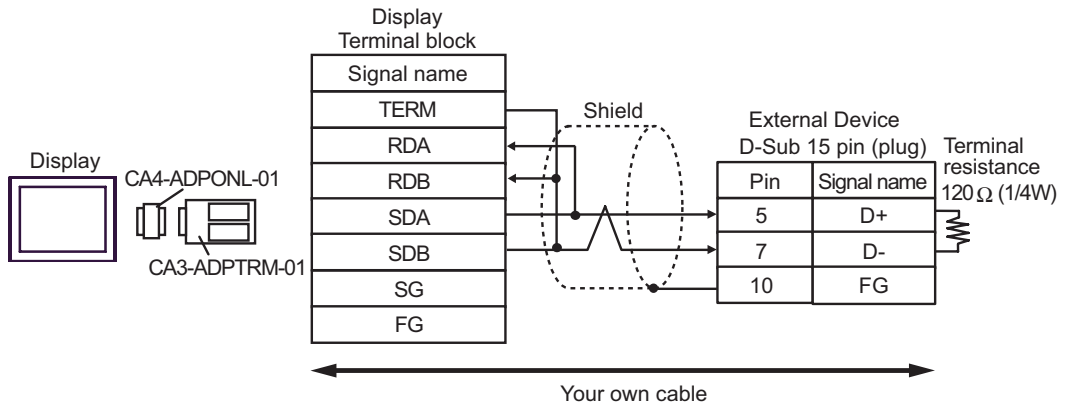 Display
Terminal block
Signal name
TERM
RDA
RDB
SDA
SDB
SG
FG
Shield
External Device
D-Sub 15 pin (plug)
Pin Signal name
5 D+
7 D-
10 FG
Terminal
resistance
120Ω (1/4W)
Display
CA4-ADPONL-01
CA3-ADPTRM-01
Your own cable